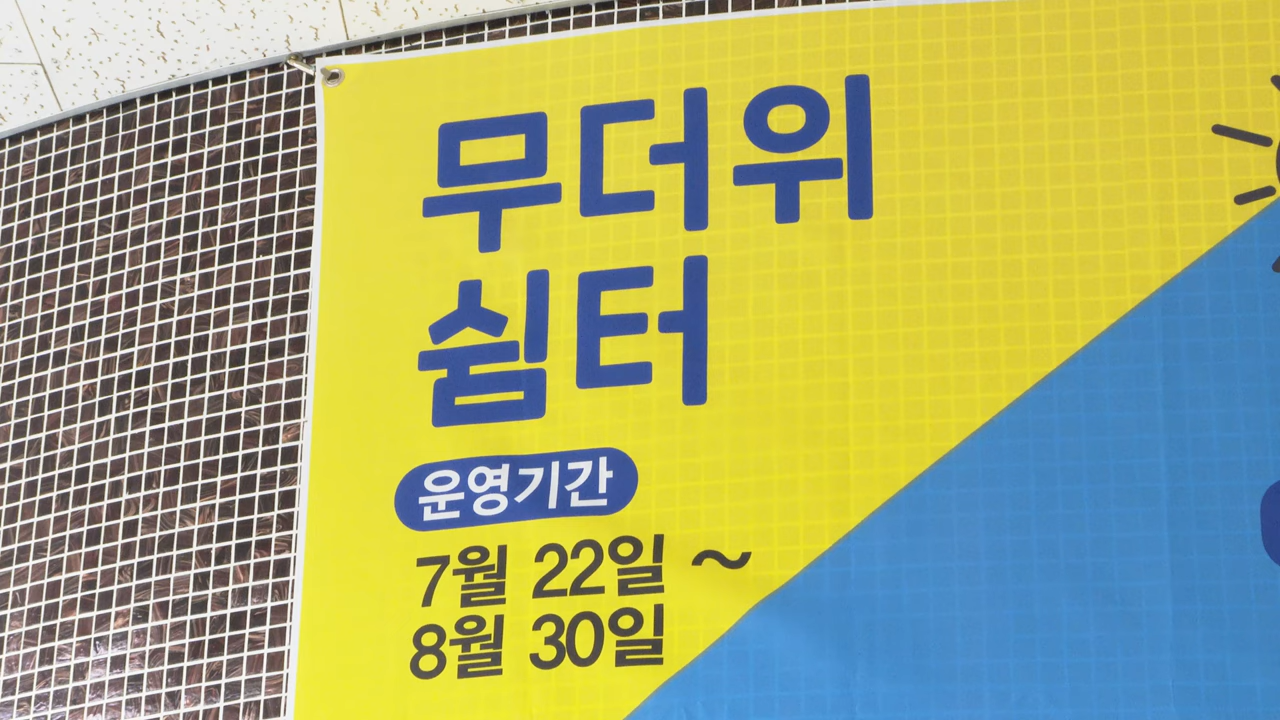 무더위
쉼터
운영기간
7월 22일 ~
8월 30일